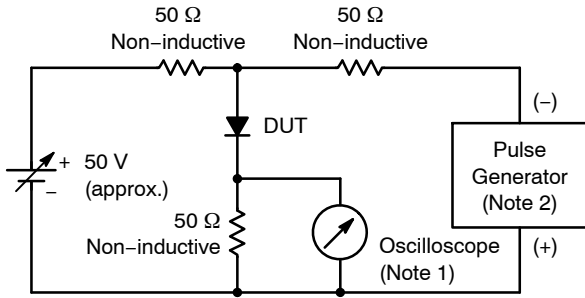 50 Ω
Non−inductive
50 Ω
Non−inductive
(−)
DUT
+
50 V
−
(approx.)
Pulse
Generator
(Note 2)
50 Ω
Non−inductive
Oscilloscope
(Note 1)
(+)